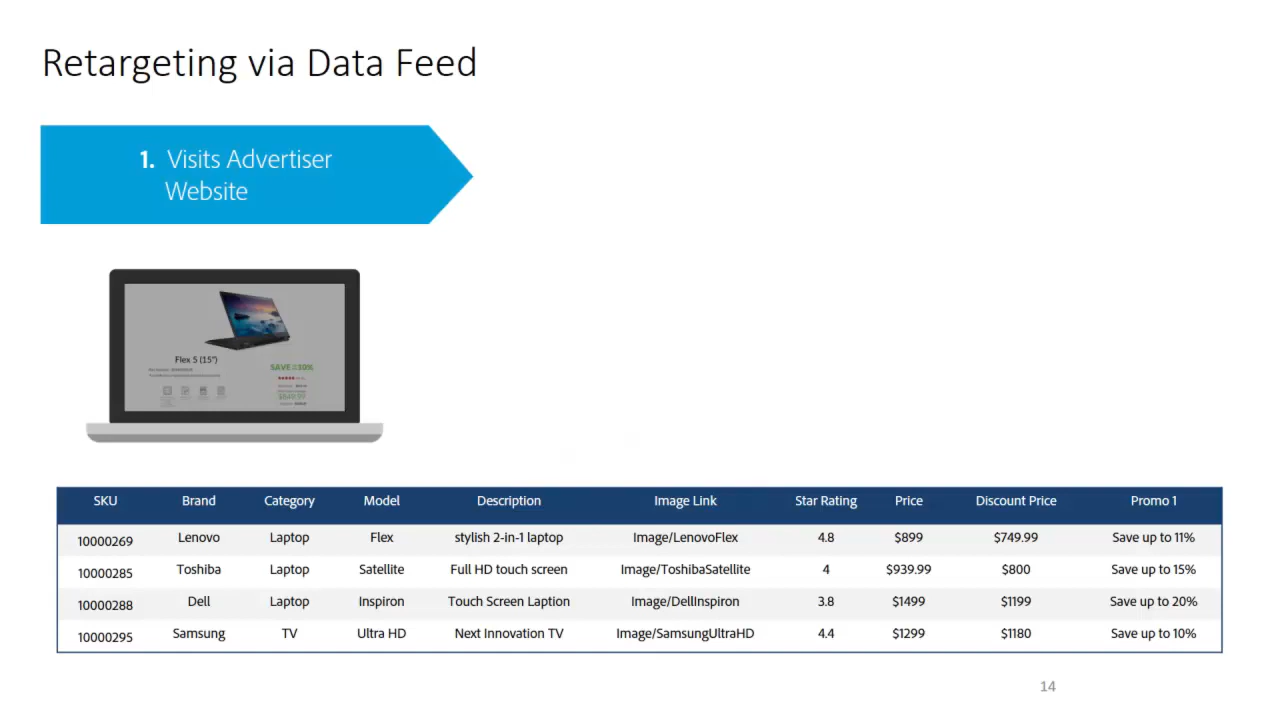 Retargeting via Data Feed
1. Visits Advertiser
Website
Flex 5 (15")
SAVE
10%
SKU Brand Category Model Description Image Link Star Rating Price Discount Price Promo 1
10000269 Lenovo Laptop Flex stylish 2-in-1 laptop Image/LenovoFlex 4.8 $899 $749.99 Save up to 11%
10000285 Toshiba Laptop Satellite Full HD touch screen Image/ToshibaSatellite 4 $939.99 $800 Save up to 15%
10000288 Dell Laptop Inspiron Touch Screen Laption Image/DellInspiron 3.8 $1499 $1199 Save up to 20%
10000295 Samsung TV Ultra HD Next Innovation TV Image/SamsungUltraHD 4.4 $1299 $1180 Save up to 10%
14